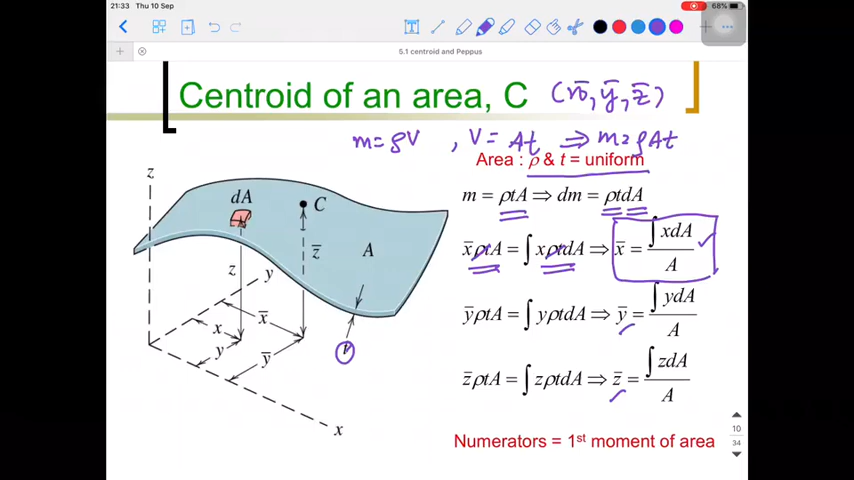 21:33 Thu 10 Sep 68%
5.1 centroid and Peppus
Centroid of an area, C (x̄, ȳ, z̄)
m = ρV , V = At ⇒ m = ρAt
Area : ρ & t = uniform
m = ρtA ⇒ dm = ρtdA
x̄ρtA = ∫ xρtdA ⇒ x̄ = ∫ xdA / A
ȳρtA = ∫ yρtdA ⇒ ȳ = ∫ ydA / A
z̄ρtA = ∫ zρtdA ⇒ z̄ = ∫ zdA / A
Numerators = 1st moment of area
z
dA
C
z̄
A
z
y
x̄
x
y
ȳ
t
x
10
34